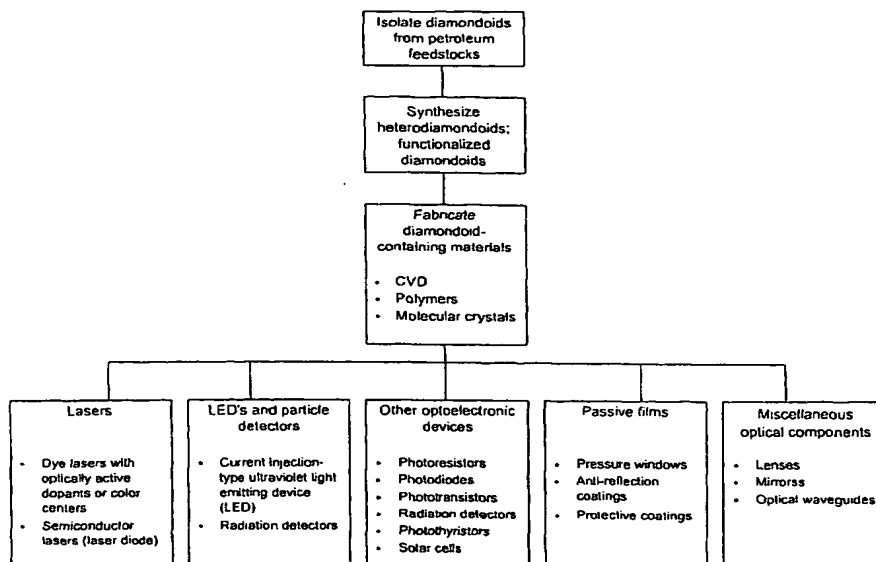 Isolate diamondoids
from petroleum
feedstocks
Synthesize
heterodiamondoids;
functionalized
diamondoids
Fabricate
diamondoid-
containing materials
• CVD
• Polymers
• Molecular crystals
Lasers
• Dye lasers with
optically active
dopants or color
centers
• Semiconductor
lasers (laser diode)
LED's and particle
detectors
• Current injection-
type ultraviolet light
emitting device
(LED)
• Radiation detectors
Other optoelectronic
devices
• Photoresistors
• Photodiodes
• Phototransistors
• Radiation detectors
• Photothyristors
• Solar cells
Passive films
• Pressure windows
• Anti-reflection
coatings
• Protective coatings
Miscellaneous
optical components
• Lenses
• Mirrorss
• Optical waveguides